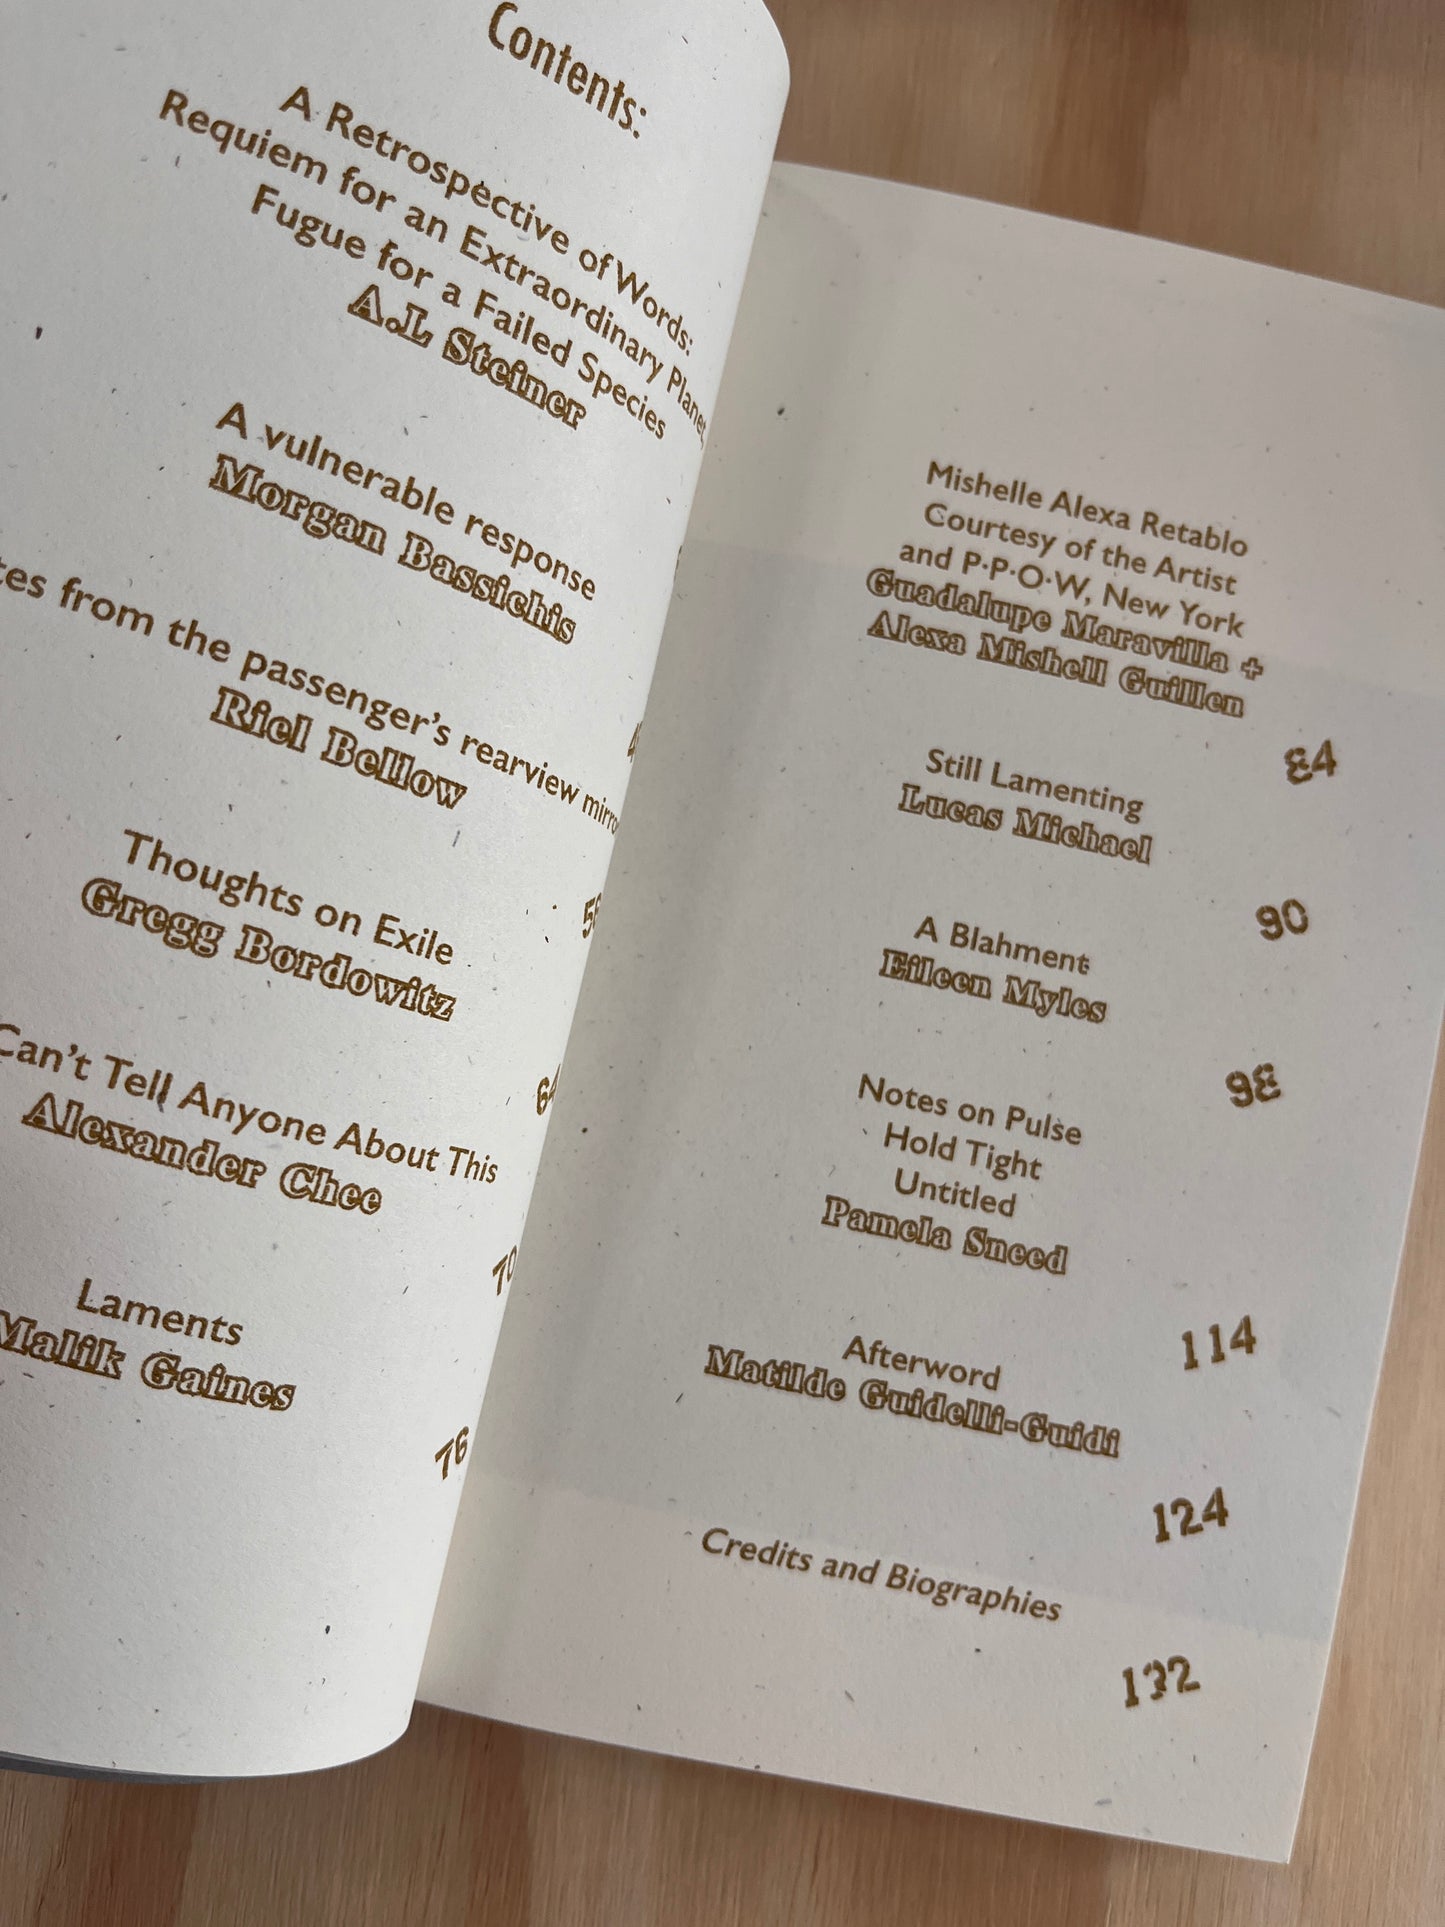 Contents:
A Retrospective of Words:
Requiem for an Extraordinary Planet,
Fugue for a Failed Species
A.L Steiner
A vulnerable response
Morgan Bassichis
from the passenger's rearview
Riel Bellow
Thoughts on Exile
Gregg Bordowitz
56
Can't Tell Anyone About This
Alexander Chee
64
Laments
Malik Gaines
70
76
Mishelle Alexa Retablo
Courtesy of the Artist
and P·P·O·W, New York
Guadalupe Maravilla +
Alexa Mishell Guillen
84
Still Lamenting
Lucas Michael
90
A Blahment
Eileen Myles
98
Notes on Pulse
Hold Tight
Untitled
Pamela Sneed
114
Afterword
Matilde Guidelli-Guidi
124
Credits and Biographies
132